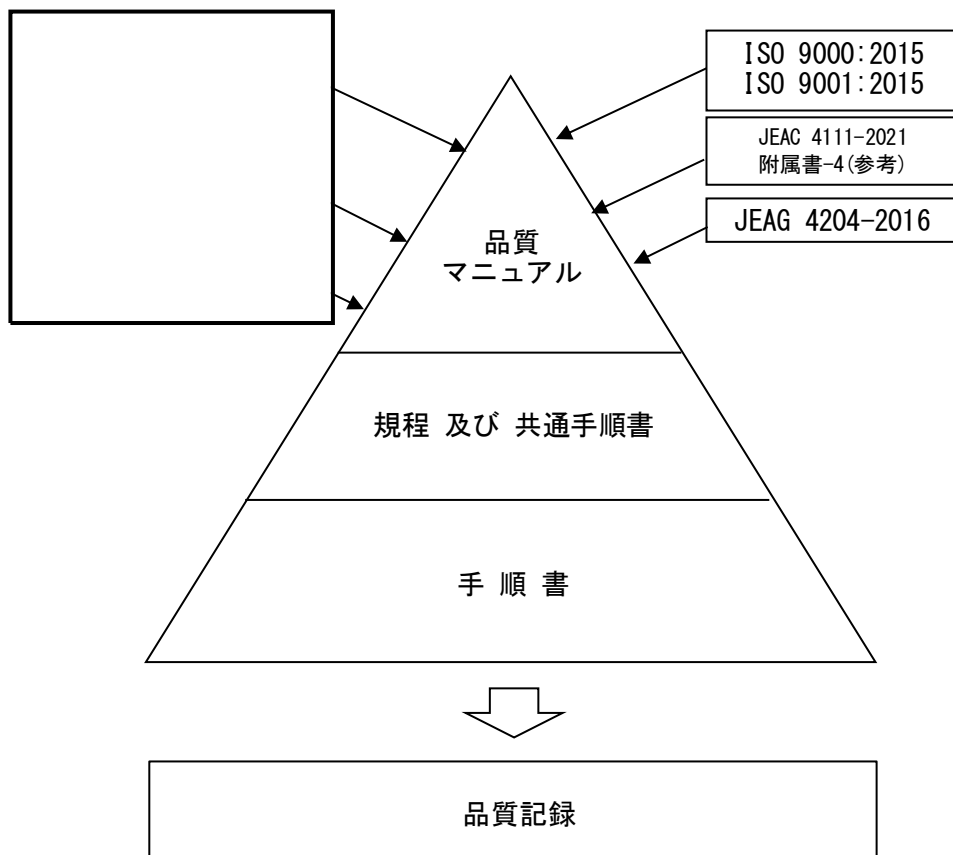 ISO 9000:2015
ISO 9001:2015
JEAC 4111-2021
附属書-4(参考)
JEAG 4204-2016
品質
マニュアル
規程 及び 共通手順書
手 順 書
品質記録